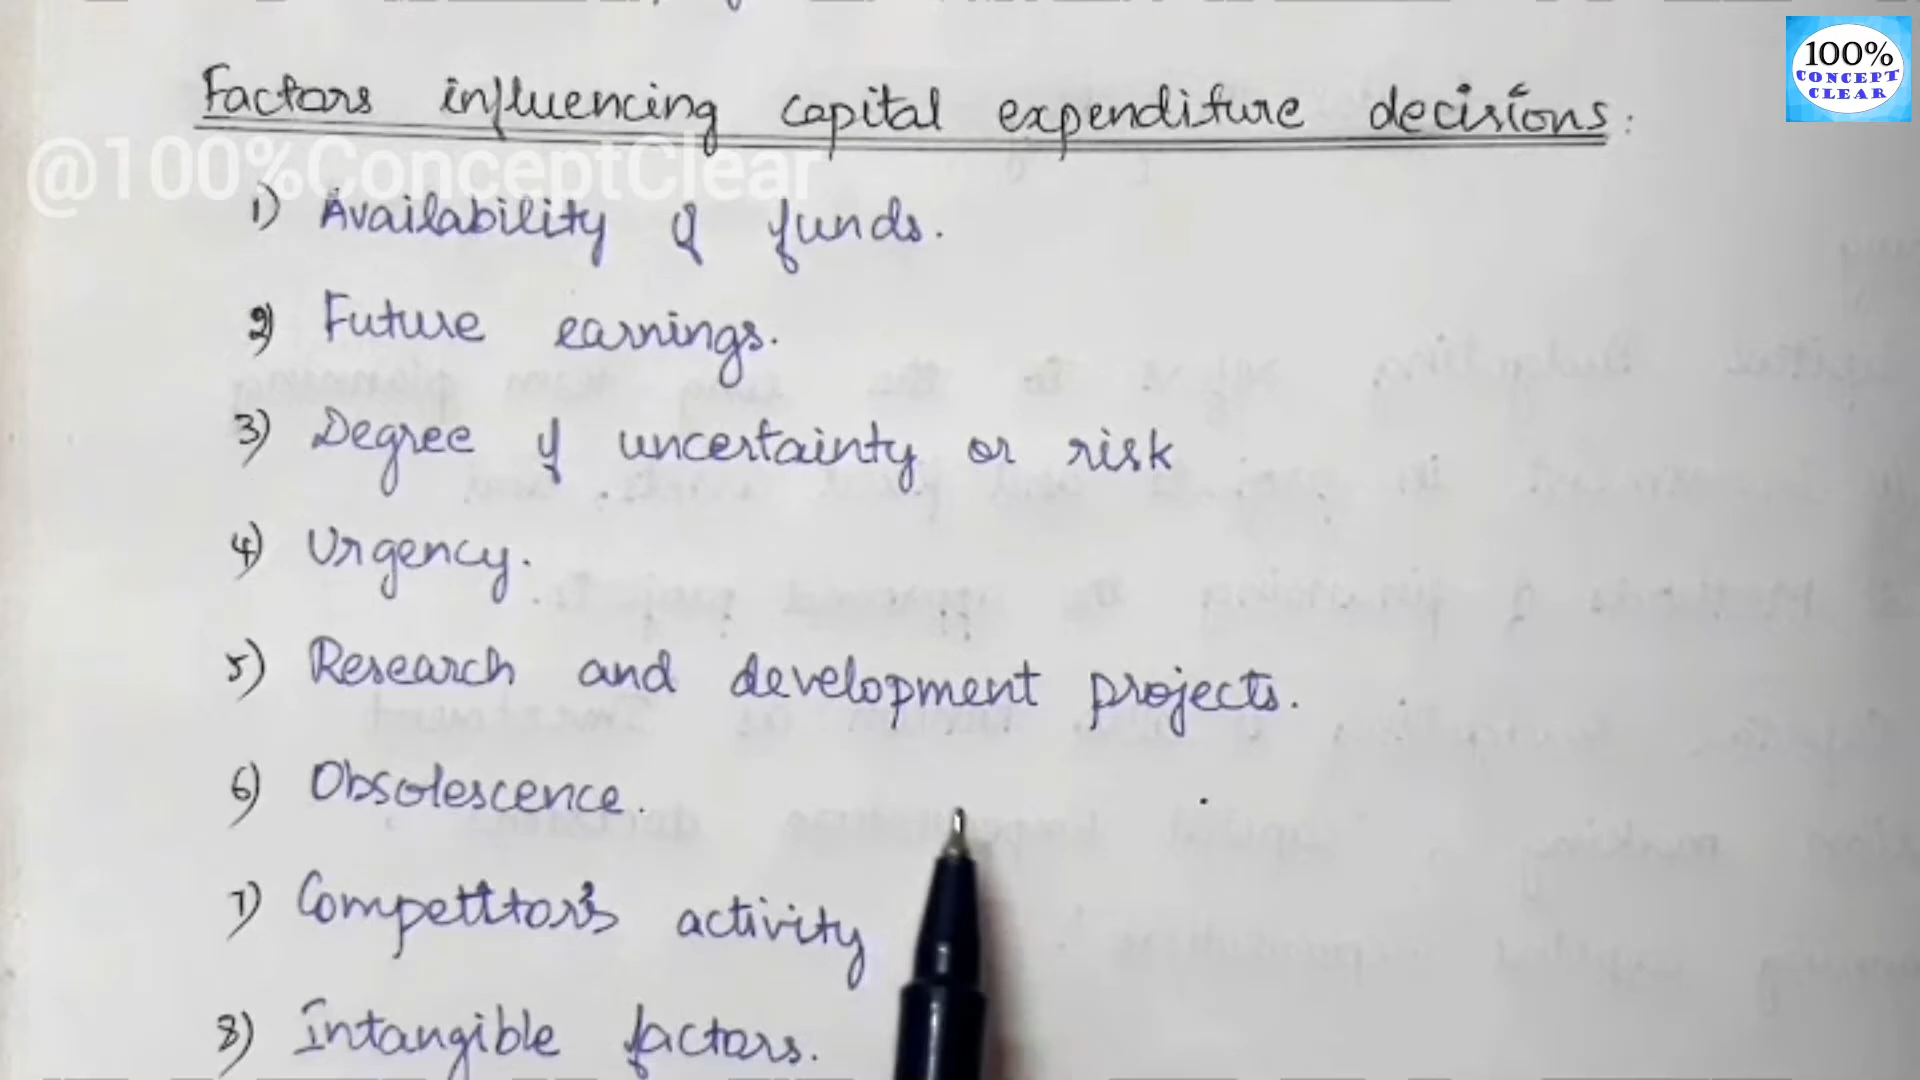 100%
CONCEPT
CLEAR
Factors influencing capital expenditure decisions:
@100%ConceptClear
1) Availability of funds.
2) Future earnings.
3) Degree of uncertainty or risk
4) Urgency.
5) Research and development projects.
6) Obsolescence.
7) Competitor's activity
8) Intangible factors.